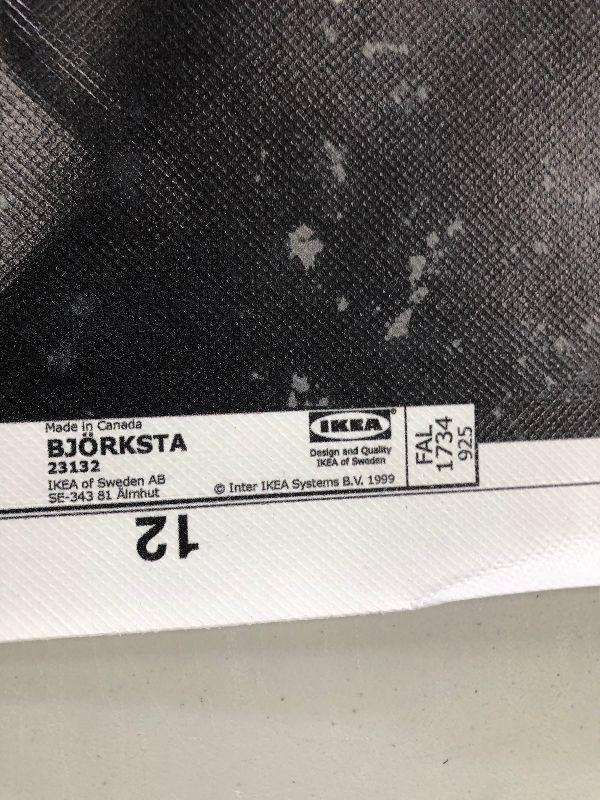 Made in Canada
BJÖRKSTA
23132
IKEA of Sweden AB
SE-343 81 Älmhut
IKEA
Design and Quality
IKEA of Sweden
© Inter IKEA Systems B.V. 1999
FAL
1734
925
12